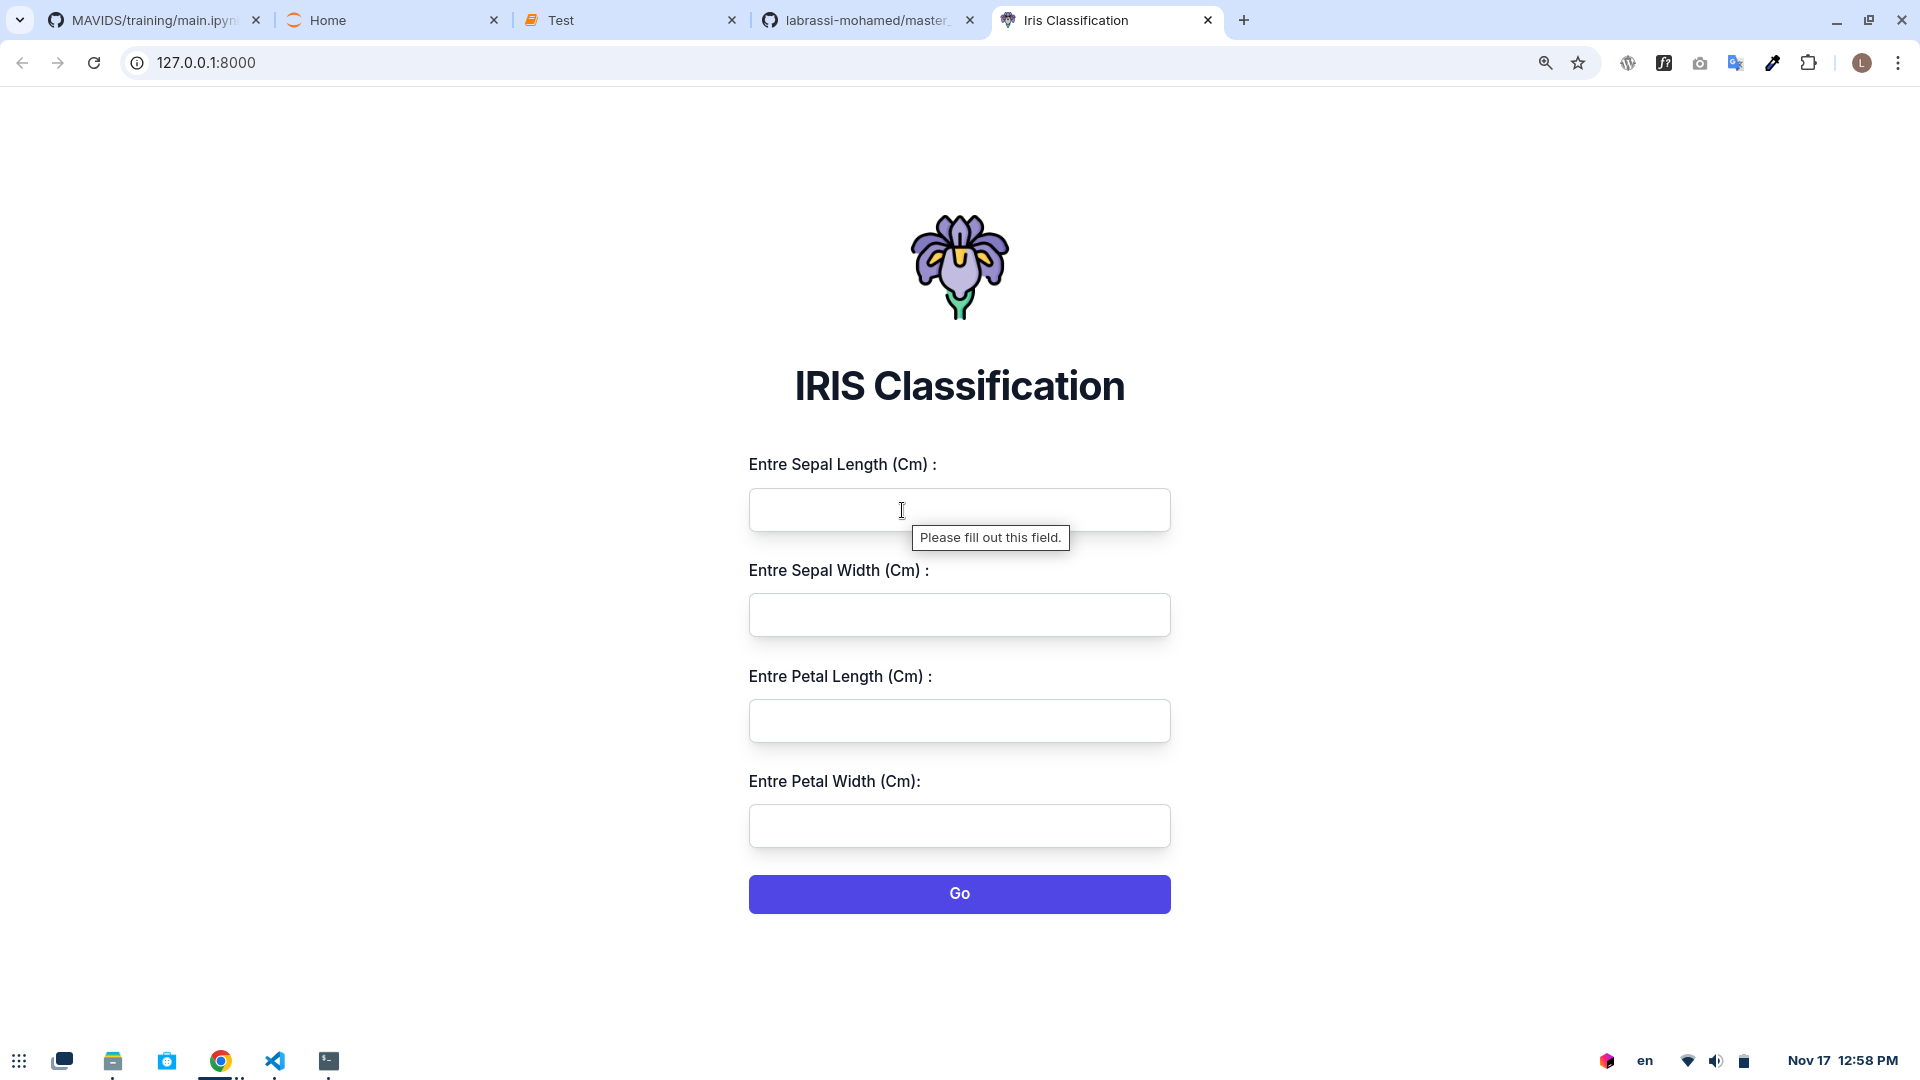 MAVIDS/training/main.ipyn
Home
Test
labrassi-mohamed/master_
Iris Classification
127.0.0.1:8000
f?
G
L
IRIS Classification
Entre Sepal Length (Cm) :
Please fill out this field.
Entre Sepal Width (Cm) :
Entre Petal Length (Cm) :
Entre Petal Width (Cm):
Go
en
Nov 17 12:58 PM